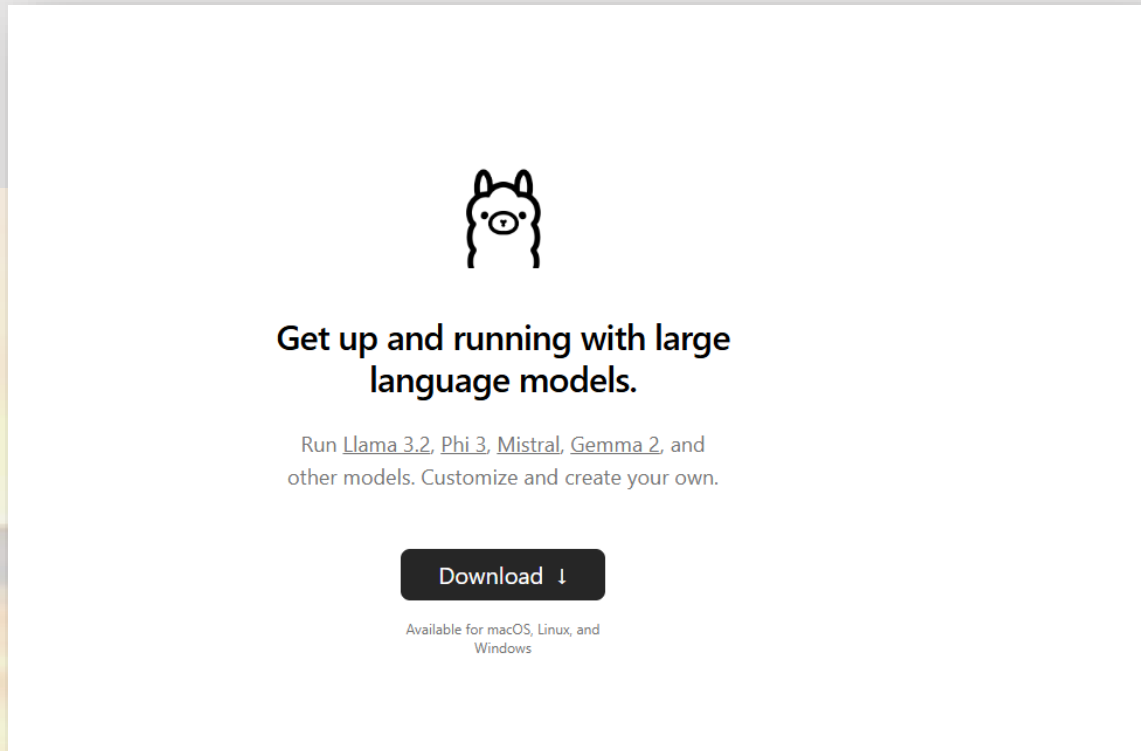 Get up and running with large
language models.
Run Llama 3.2, Phi 3, Mistral, Gemma 2, and
other models. Customize and create your own.
Download ↓
Available for macOS, Linux, and
Windows